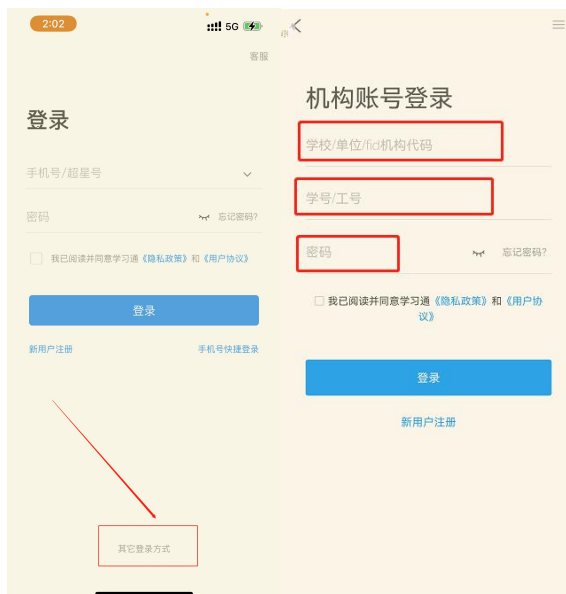 2:02
5G
客服
登录
手机号/超星号
密码
忘记密码?
我已阅读并同意学习通《隐私政策》和《用户协议》
登录
新用户注册
手机号快捷登录
其它登录方式
机构账号登录
学校/单位/fid机构代码
学号/工号
密码
忘记密码?
我已阅读并同意学习通《隐私政策》和《用户协
议》
登录
新用户注册